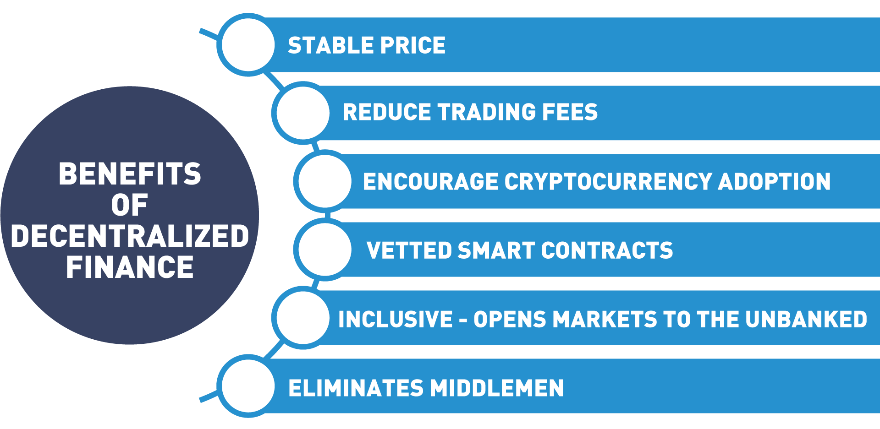 BENEFITS
OF
DECENTRALIZED
FINANCE
STABLE PRICE
REDUCE TRADING FEES
ENCOURAGE CRYPTOCURRENCY ADOPTION
VETTED SMART CONTRACTS
INCLUSIVE - OPENS MARKETS TO THE UNBANKED
ELIMINATES MIDDLEMEN